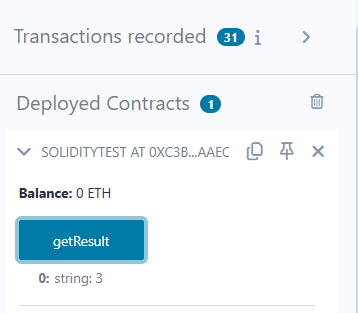 Transactions recorded 31 i
Deployed Contracts 1
SOLIDITYTEST AT 0XC3B...AAEC
Balance: 0 ETH
getResult
0: string: 3